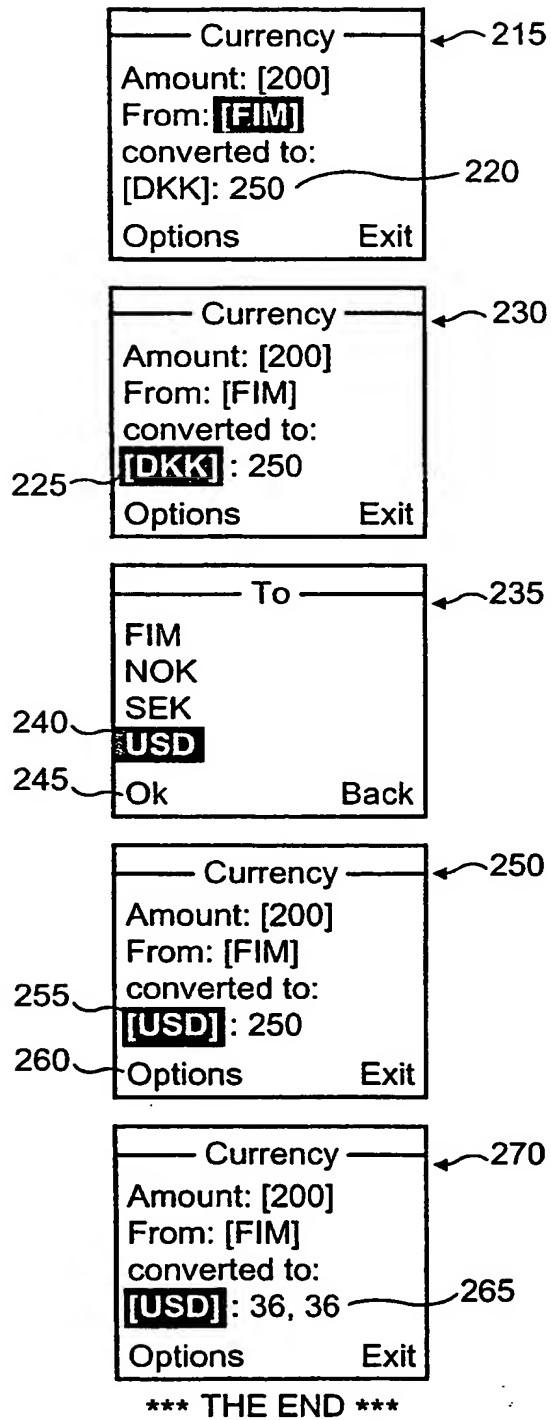 Currency 215
Amount: [200]
From: [FIM]
converted to:
[DKK]: 250 220
Options Exit
Currency 230
Amount: [200]
From: [FIM]
converted to:
225 [DKK] : 250
Options Exit
To 235
FIM
NOK
SEK
240 USD
245 Ok Back
Currency 250
Amount: [200]
From: [FIM]
converted to:
255 [USD] : 250
260 Options Exit
Currency 270
Amount: [200]
From: [FIM]
converted to:
[USD] : 36, 36 265
Options Exit
*** THE END ***